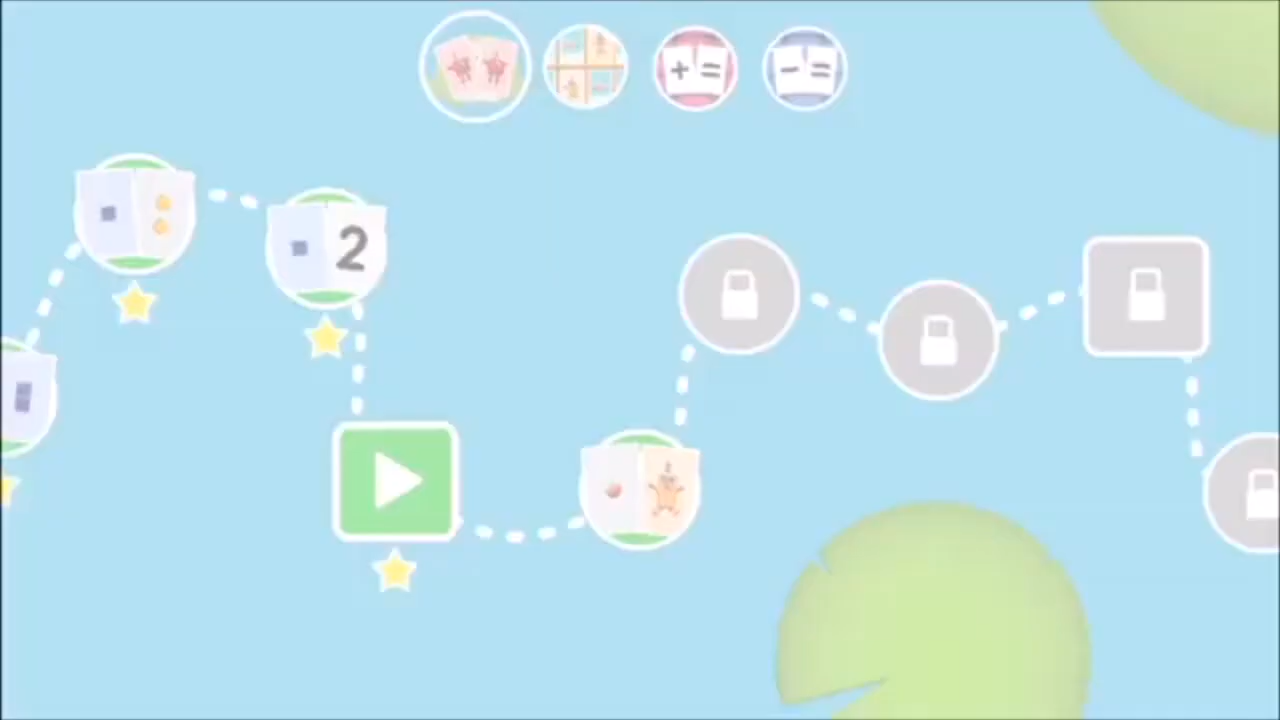 + =
- =
2